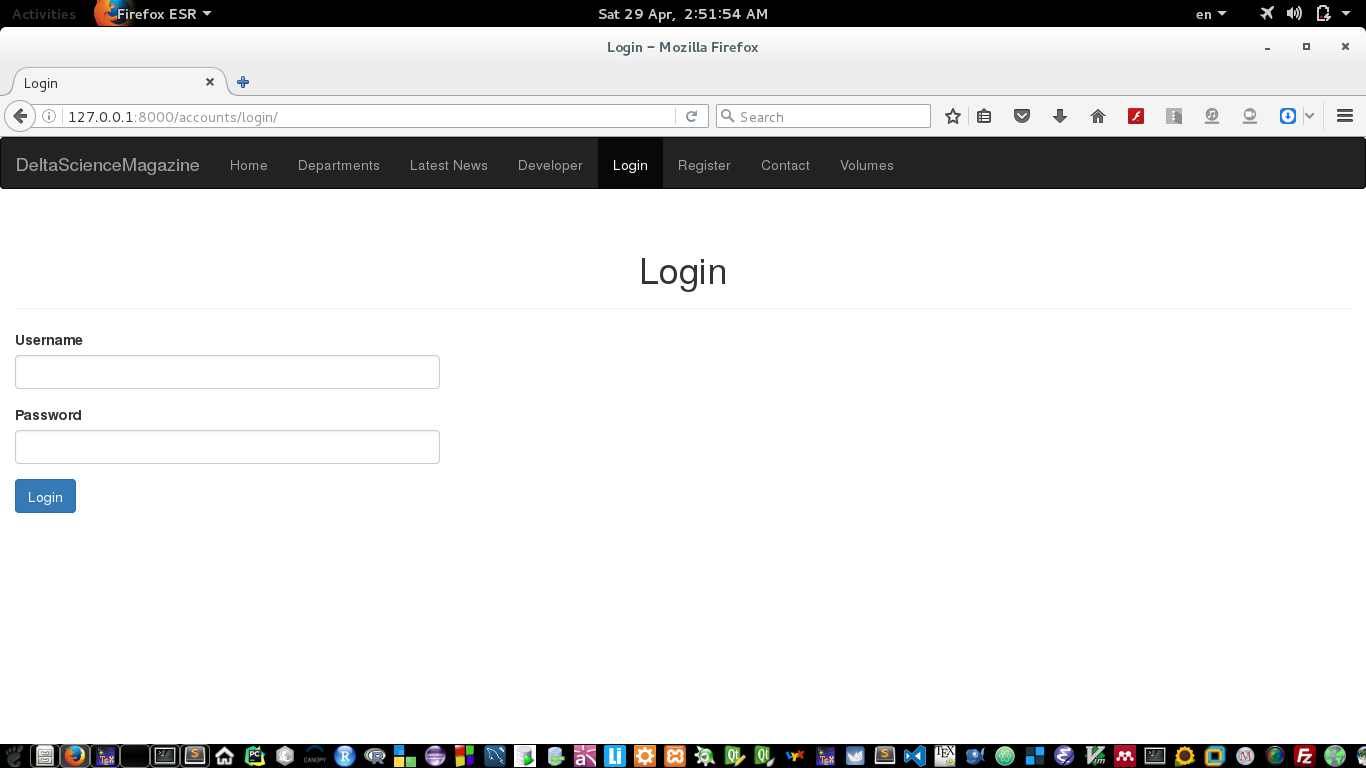 Activities Firefox ESR Sat 29 Apr, 2:51:54 AM en
Login - Mozilla Firefox
Login
127.0.0.1:8000/accounts/login/ Search
DeltaScienceMagazine Home Departments Latest News Developer Login Register Contact Volumes
Login
Username
Password
Login